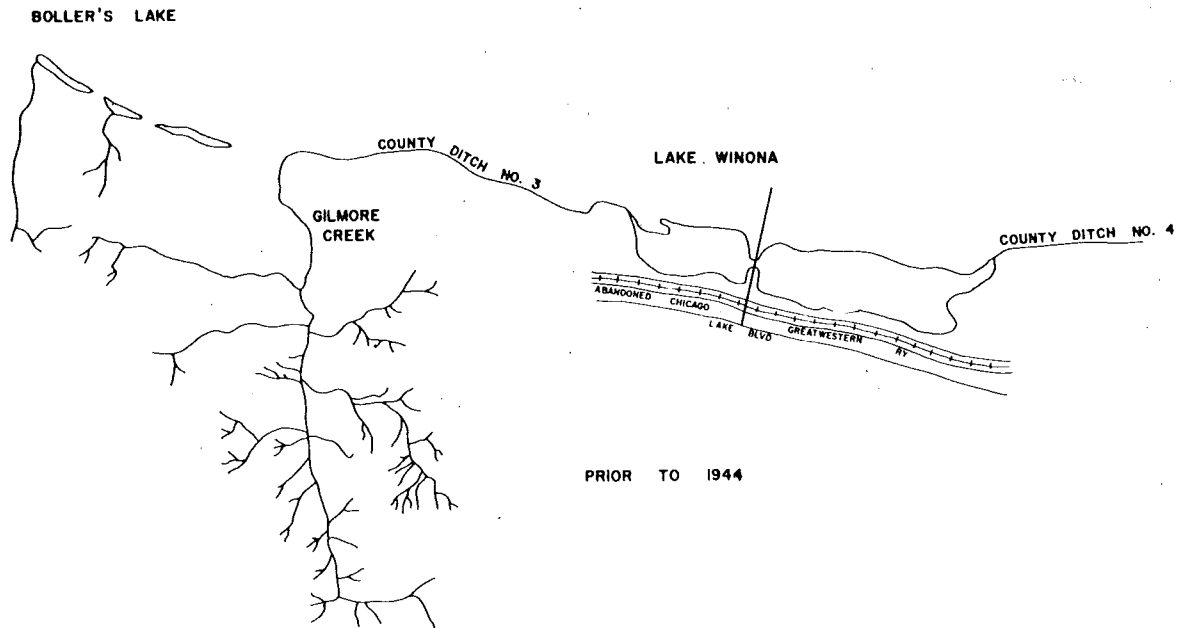 BOLLER'S LAKE
COUNTY DITCH NO. 3
LAKE WINONA
GILMORE
CREEK
COUNTY DITCH NO. 4
ABANDONED CHICAGO GREATWESTERN RY
LAKE BLVD
PRIOR TO 1944